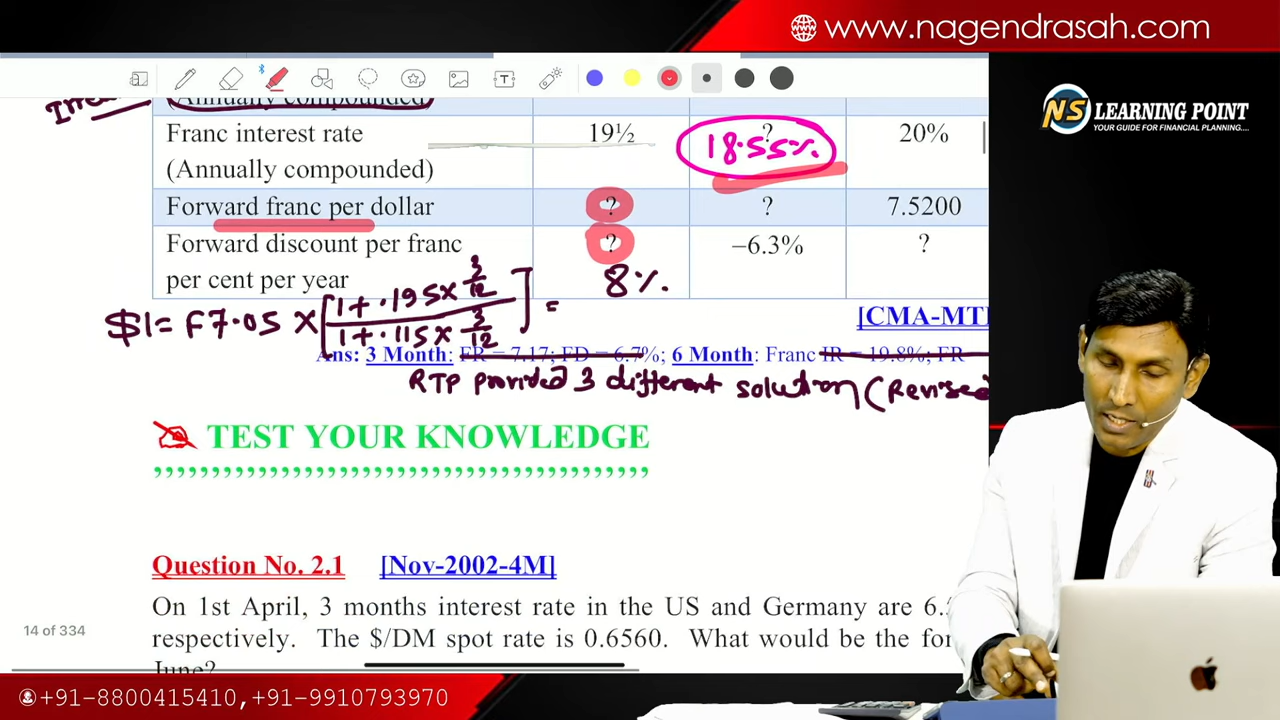 www.nagendrasah.com
NS LEARNING POINT
YOUR GUIDE FOR FINANCIAL PLANNING....
(Annually compounded)
Franc interest rate 19½ ? 20%
18.55%
(Annually compounded)
Forward franc per dollar ? ? 7.5200
Forward discount per franc ? –6.3% ?
per cent per year 8%.
$1 = F7.05 × [1 + .195 × 3/12 / 1 + .115 × 3/12] =
[CMA-MT
Ans: 3 Month: FR = 7.17; FD = 6.7%; 6 Month: Franc IR = 19.8%; FR
RTP provided 3 different solution (Revised
TEST YOUR KNOWLEDGE
Question No. 2.1 [Nov-2002-4M]
On 1st April, 3 months interest rate in the US and Germany are 6.
respectively. The $/DM spot rate is 0.6560. What would be the for
June?
14 of 334
+91-8800415410,+91-9910793970